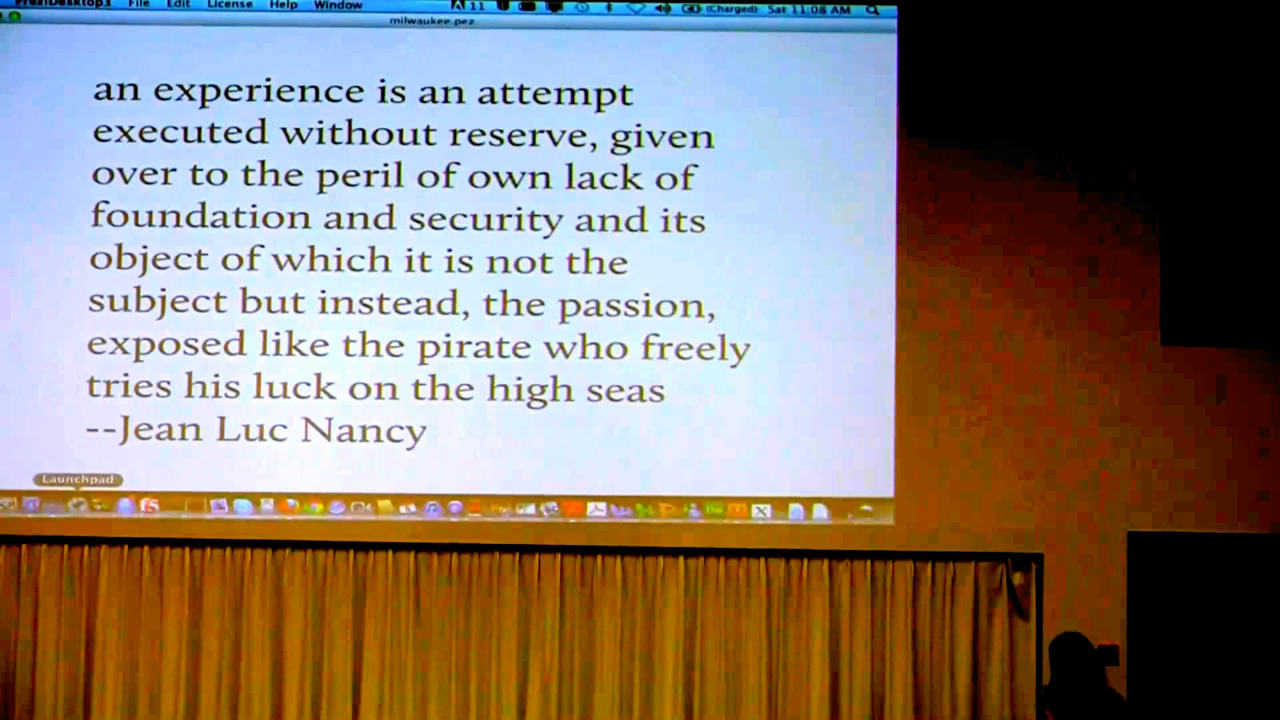 PreziDesktop3 File Edit License Help Window 11 (Charged) Sat 11:08 AM
milwaukee.pez
an experience is an attempt
executed without reserve, given
over to the peril of own lack of
foundation and security and its
object of which it is not the
subject but instead, the passion,
exposed like the pirate who freely
tries his luck on the high seas
--Jean Luc Nancy
Launchpad